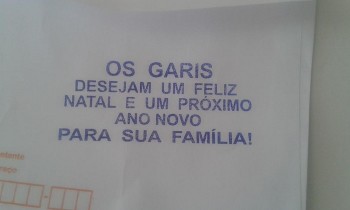 OS GARIS
DESEJAM UM FELIZ
NATAL E UM PRÓXIMO
ANO NOVO
PARA SUA FAMÍLIA!